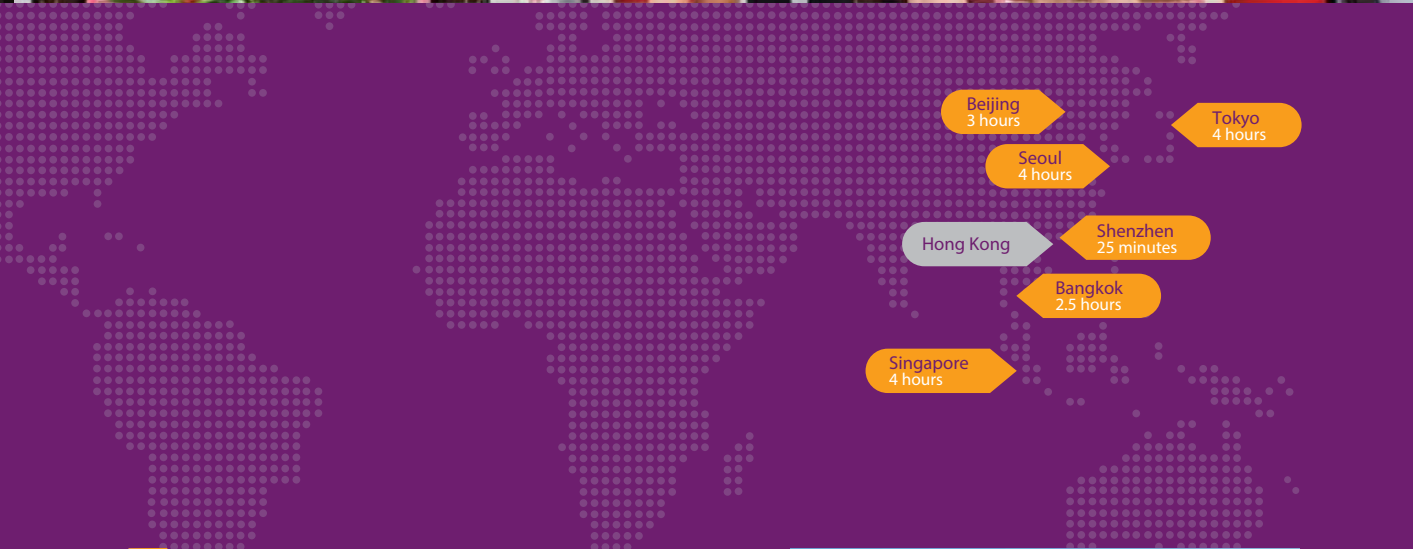 Beijing
3 hours
Tokyo
4 hours
Seoul
4 hours
Hong Kong
Shenzhen
25 minutes
Bangkok
2.5 hours
Singapore
4 hours